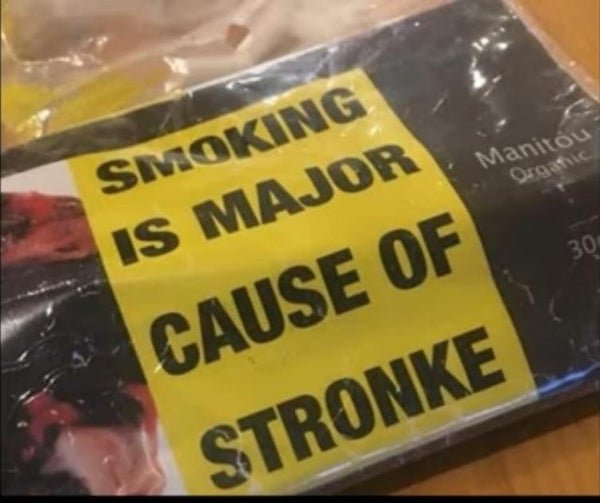 SMOKING
IS MAJOR
CAUSE OF
STRONKE
Manitou
Organic